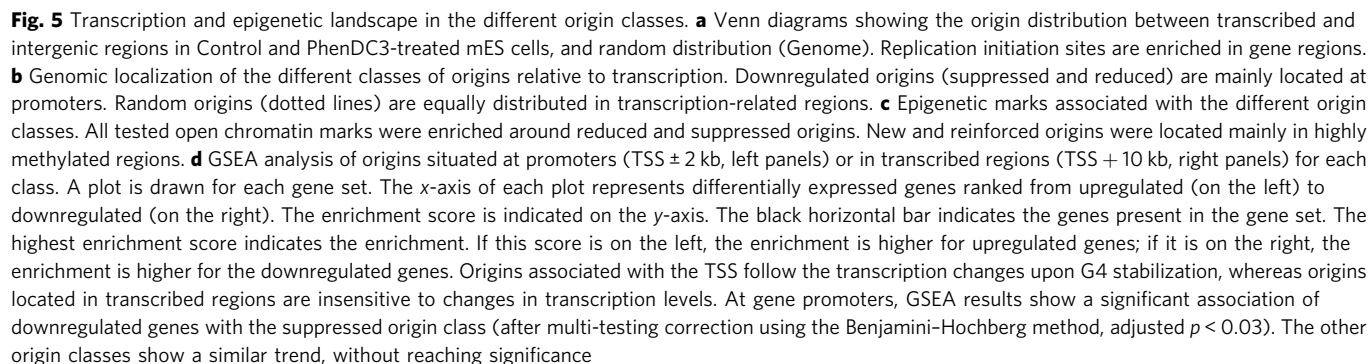 Fig. 5 Transcription and epigenetic landscape in the different origin classes. a Venn diagrams showing the origin distribution between transcribed and
intergenic regions in Control and PhenDC3-treated mES cells, and random distribution (Genome). Replication initiation sites are enriched in gene regions.
b Genomic localization of the different classes of origins relative to transcription. Downregulated origins (suppressed and reduced) are mainly located at
promoters. Random origins (dotted lines) are equally distributed in transcription-related regions. c Epigenetic marks associated with the different origin
classes. All tested open chromatin marks were enriched around reduced and suppressed origins. New and reinforced origins were located mainly in highly
methylated regions. d GSEA analysis of origins situated at promoters (TSS ± 2 kb, left panels) or in transcribed regions (TSS + 10 kb, right panels) for each
class. A plot is drawn for each gene set. The x-axis of each plot represents differentially expressed genes ranked from upregulated (on the left) to
downregulated (on the right). The enrichment score is indicated on the y-axis. The black horizontal bar indicates the genes present in the gene set. The
highest enrichment score indicates the enrichment. If this score is on the left, the enrichment is higher for upregulated genes; if it is on the right, the
enrichment is higher for the downregulated genes. Origins associated with the TSS follow the transcription changes upon G4 stabilization, whereas origins
located in transcribed regions are insensitive to changes in transcription levels. At gene promoters, GSEA results show a significant association of
downregulated genes with the suppressed origin class (after multi-testing correction using the Benjamini–Hochberg method, adjusted p < 0.03). The other
origin classes show a similar trend, without reaching significance